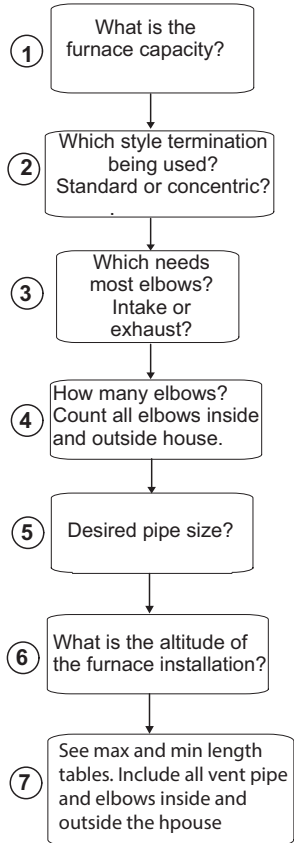 1
What is the
furnace capacity?
2
Which style termination
being used?
Standard or concentric?
3
Which needs
most elbows?
Intake or
exhaust?
4
How many elbows?
Count all elbows inside
and outside house.
5
Desired pipe size?
6
What is the altitude of
the furnace installation?
7
See max and min length
tables. Include all vent pipe
and elbows inside and
outside the hpouse